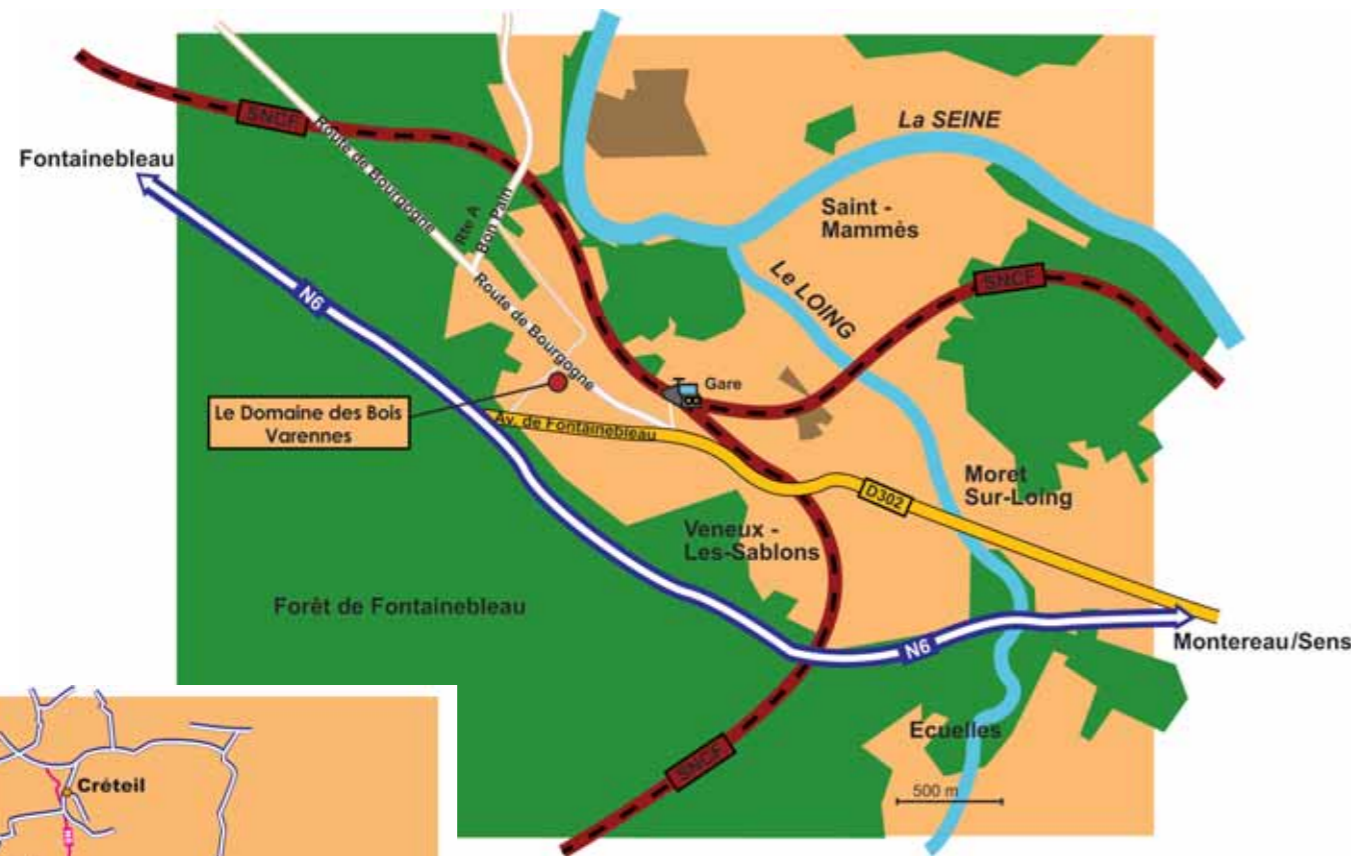 SNCF
La SEINE
Fontainebleau
Route de Bourgogne
Rte A
Bon Pain
Saint -
Mammès
Le LOING
SNCF
N6
Route de Bourgogne
Gare
Le Domaine des Bois
Varennes
Av. de Fontainebleau
Moret
Sur-Loing
D302
Veneux -
Les-Sablons
Forêt de Fontainebleau
N6
Montereau/Sens
Ecuelles
SNCF
500 m
Créteil